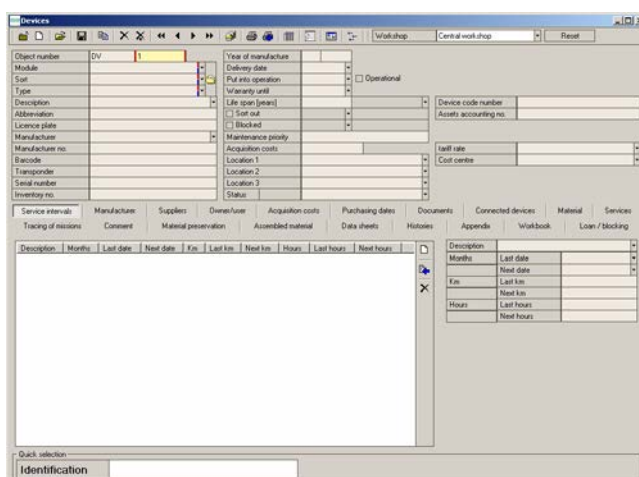 Devices
Workshop Central workshop Reset
Object number DV 1 Year of manufacture
Module Delivery date
Sort Put into operation Operational
Type Warranty until
Description Life span [years] Device code number
Abbreviation Sort out Assets accounting no.
Licence plate Blocked
Manufacturer Maintenance priority
Manufacturer no. Acquisition costs tariff rate
Barcode Location 1 Cost centre
Transponder Location 2
Serial number Location 3
Inventory no. Status
Service intervals Manufacturer Suppliers Owner/user Acquisition costs Purchasing dates Documents Connected devices Material Services
Tracing of missions Comment Material preservation Assembled material Data sheets Histories Appendix Workbook Loan / blocking
Description Months Last date Next date Km Last km Next km Hours Last hours Next hours
Description
Months Last date
Next date
Km Last km
Next km
Hours Last hours
Next hours
Quick selection
Identification